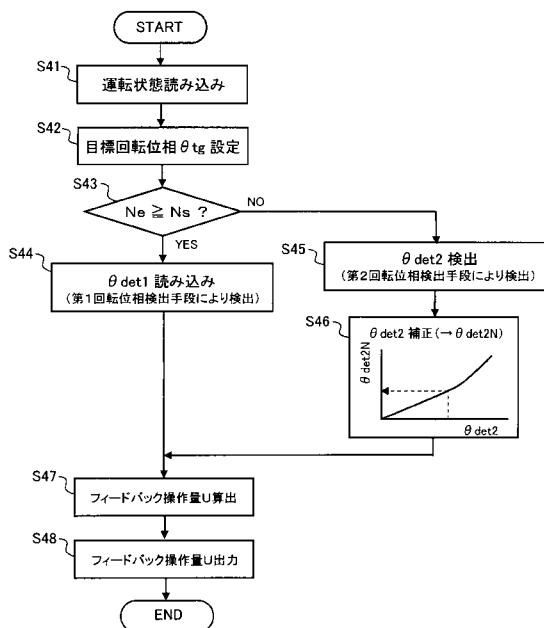 START
S41
運転状態読み込み
S42
目標回転位相θtg 設定
S43
Ne ≧ Ns ?
NO
YES
S44
θdet1 読み込み
(第1回転位相検出手段により検出)
S45
θdet2 検出
(第2回転位相検出手段により検出)
S46
θdet2 補正(→θdet2N)
θdet2N
θdet2
S47
フィードバック操作量U算出
S48
フィードバック操作量U出力
END